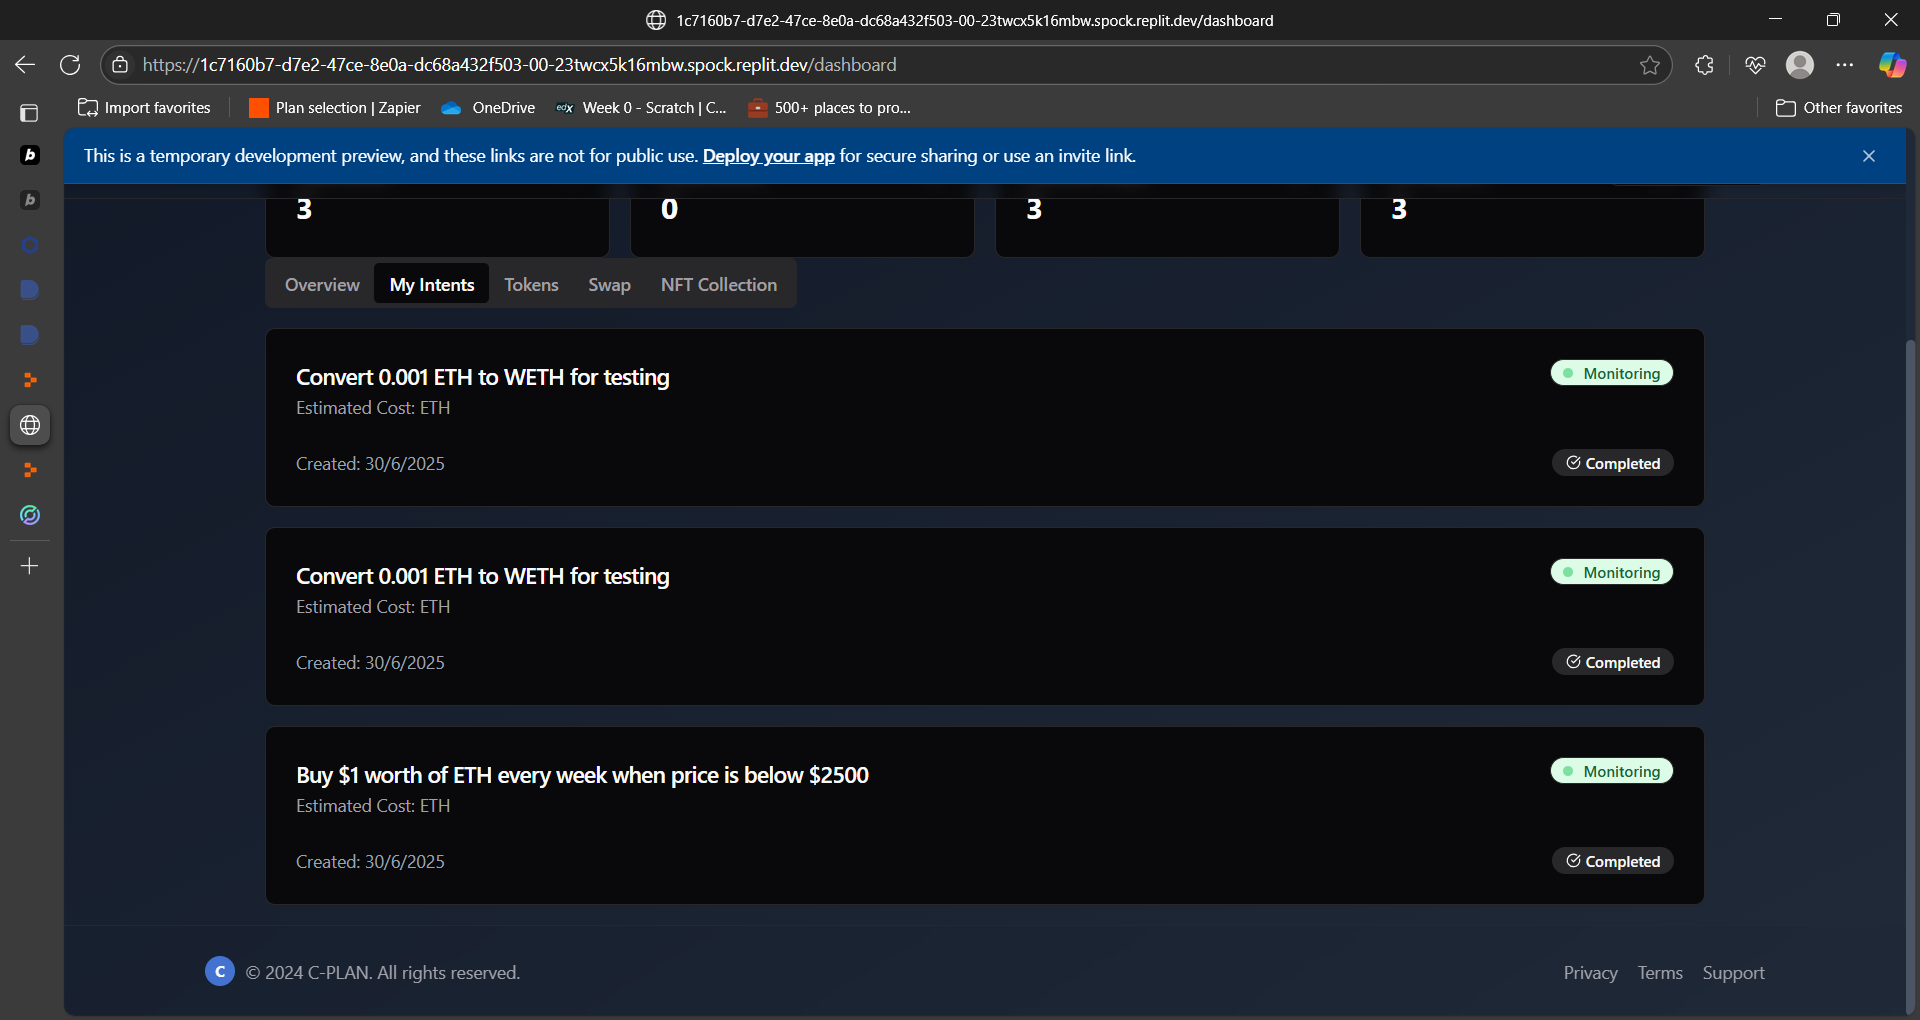 1c7160b7-d7e2-47ce-8e0a-dc68a432f503-00-23twcx5k16mbw.spock.replit.dev/dashboard
https://1c7160b7-d7e2-47ce-8e0a-dc68a432f503-00-23twcx5k16mbw.spock.replit.dev/dashboard
Import favorites Plan selection | Zapier OneDrive edX Week 0 - Scratch | C... 500+ places to pro... Other favorites
This is a temporary development preview, and these links are not for public use. Deploy your app for secure sharing or use an invite link.
3 0 3 3
Overview My Intents Tokens Swap NFT Collection
Convert 0.001 ETH to WETH for testing
Monitoring
Estimated Cost: ETH
Created: 30/6/2025
Completed
Convert 0.001 ETH to WETH for testing
Monitoring
Estimated Cost: ETH
Created: 30/6/2025
Completed
Buy $1 worth of ETH every week when price is below $2500
Monitoring
Estimated Cost: ETH
Created: 30/6/2025
Completed
C © 2024 C-PLAN. All rights reserved.
Privacy Terms Support